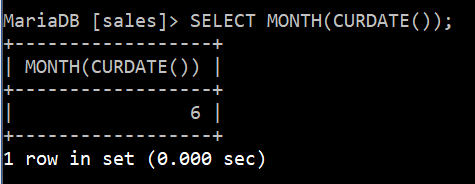 MariaDB [sales]> SELECT MONTH(CURDATE());
+------------------+
| MONTH(CURDATE()) |
+------------------+
|                6 |
+------------------+
1 row in set (0.000 sec)